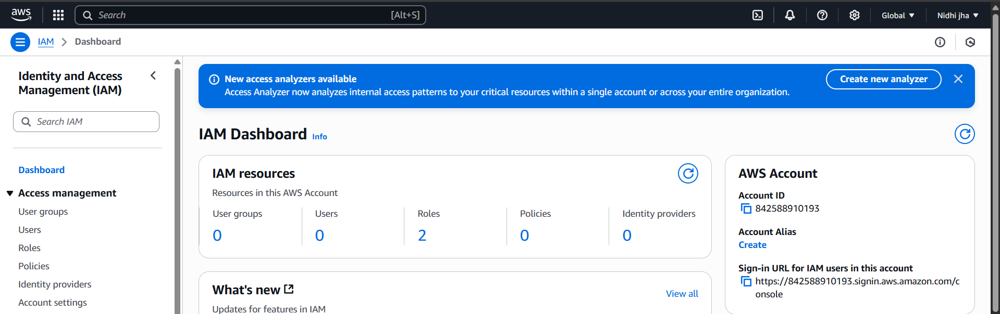 aws
Search
[Alt+S]
Global
Nidhi jha
IAM
Dashboard
Identity and Access
Management (IAM)
Search IAM
Dashboard
Access management
User groups
Users
Roles
Policies
Identity providers
Account settings
New access analyzers available
Access Analyzer now analyzes internal access patterns to your critical resources within a single account or across your entire organization.
Create new analyzer
IAM Dashboard Info
IAM resources
Resources in this AWS Account
User groups
0
Users
0
Roles
2
Policies
0
Identity providers
0
What's new
View all
Updates for features in IAM
AWS Account
Account ID
842588910193
Account Alias
Create
Sign-in URL for IAM users in this account
https://842588910193.signin.aws.amazon.com/c
onsole